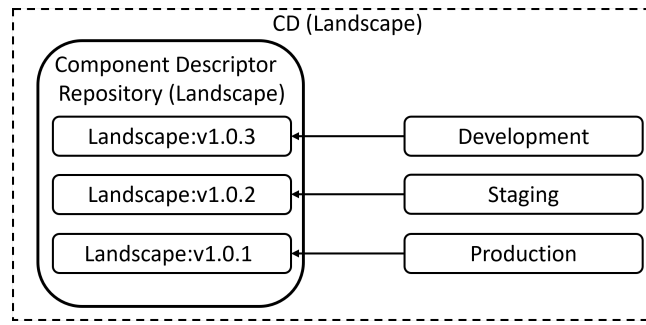 CD (Landscape)
Component Descriptor
Repository (Landscape)
Landscape:v1.0.3
Development
Landscape:v1.0.2
Staging
Landscape:v1.0.1
Production